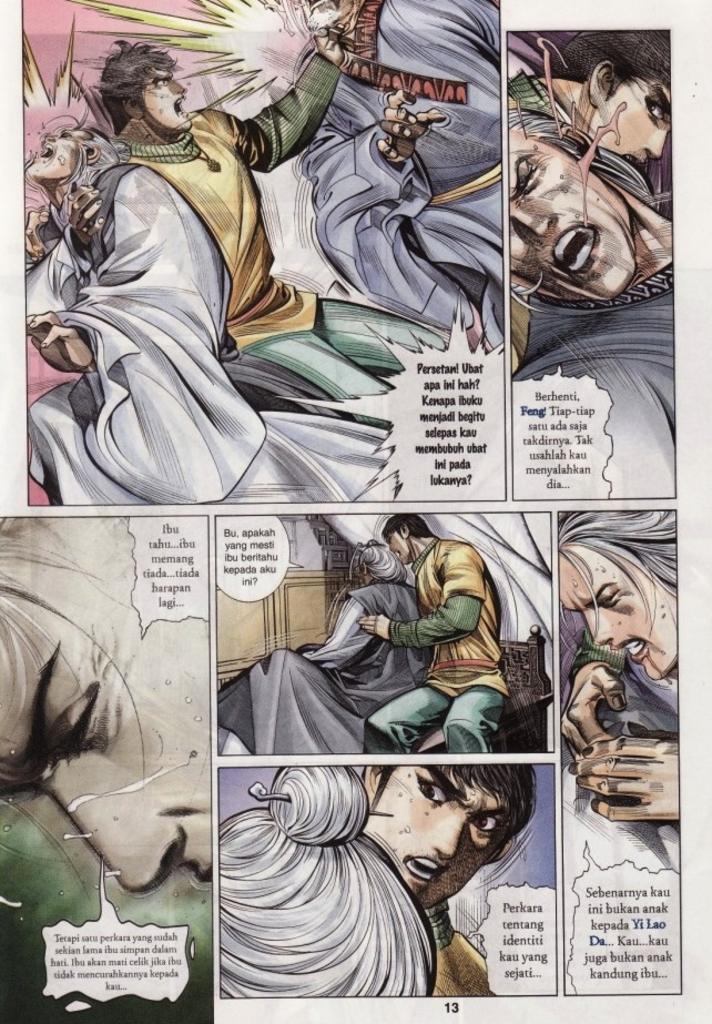 Persetan! Ubat
apa ini hah?
Kenapa ibuku
menjadi begitu
selepas kau
membubuh ubat
ini pada
lukanya?
Berhenti,
Feng! Tiap-tiap
satu ada saja
takdirnya. Tak
usahlah kau
menyalahkan
dia...
Ibu
tahu...ibu
memang
tiada...tiada
harapan
lagi...
Tetapi satu perkara yang sudah
sekian lama ibu simpan dalam
hati. Ibu akan mati celik jika ibu
tidak mencurahkannya kepada
kau...
Bu, apakah
yang mesti
ibu beritahu
kepada aku
ini?
Perkara
tentang
identiti
kau yang
sejati...
Sebenarnya kau
ini bukan anak
kepada Yi Lao
Da... Kau...kau
juga bukan anak
kandung ibu...
13